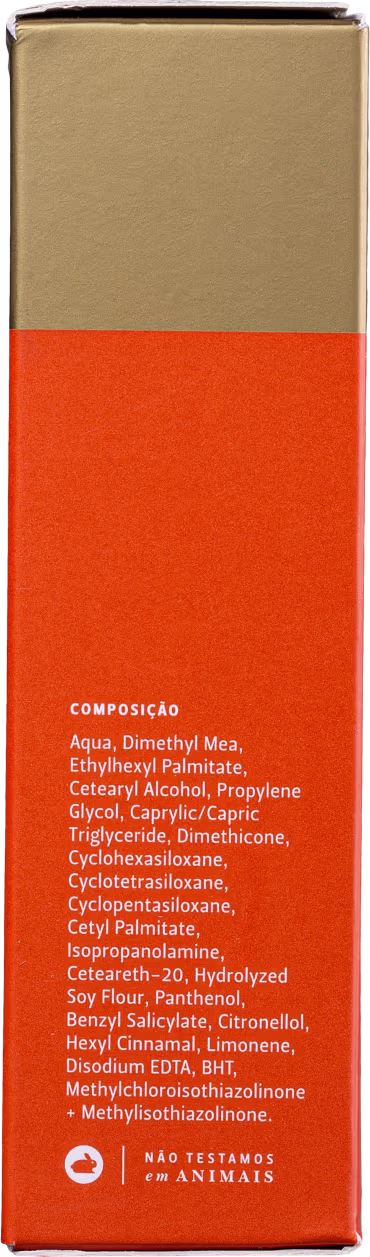 COMPOSIÇÃO
Aqua, Dimethyl Mea,
Ethylhexyl Palmitate,
Cetearyl Alcohol, Propylene
Glycol, Caprylic/Capric
Triglyceride, Dimethicone,
Cyclohexasiloxane,
Cyclotetrasiloxane,
Cyclopentasiloxane,
Cetyl Palmitate,
Isopropanolamine,
Ceteareth-20, Hydrolyzed
Soy Flour, Panthenol,
Benzyl Salicylate, Citronellol,
Hexyl Cinnamal, Limonene,
Disodium EDTA, BHT,
Methylchloroisothiazolinone
+ Methylisothiazolinone.
NÃO TESTAMOS
em ANIMAIS